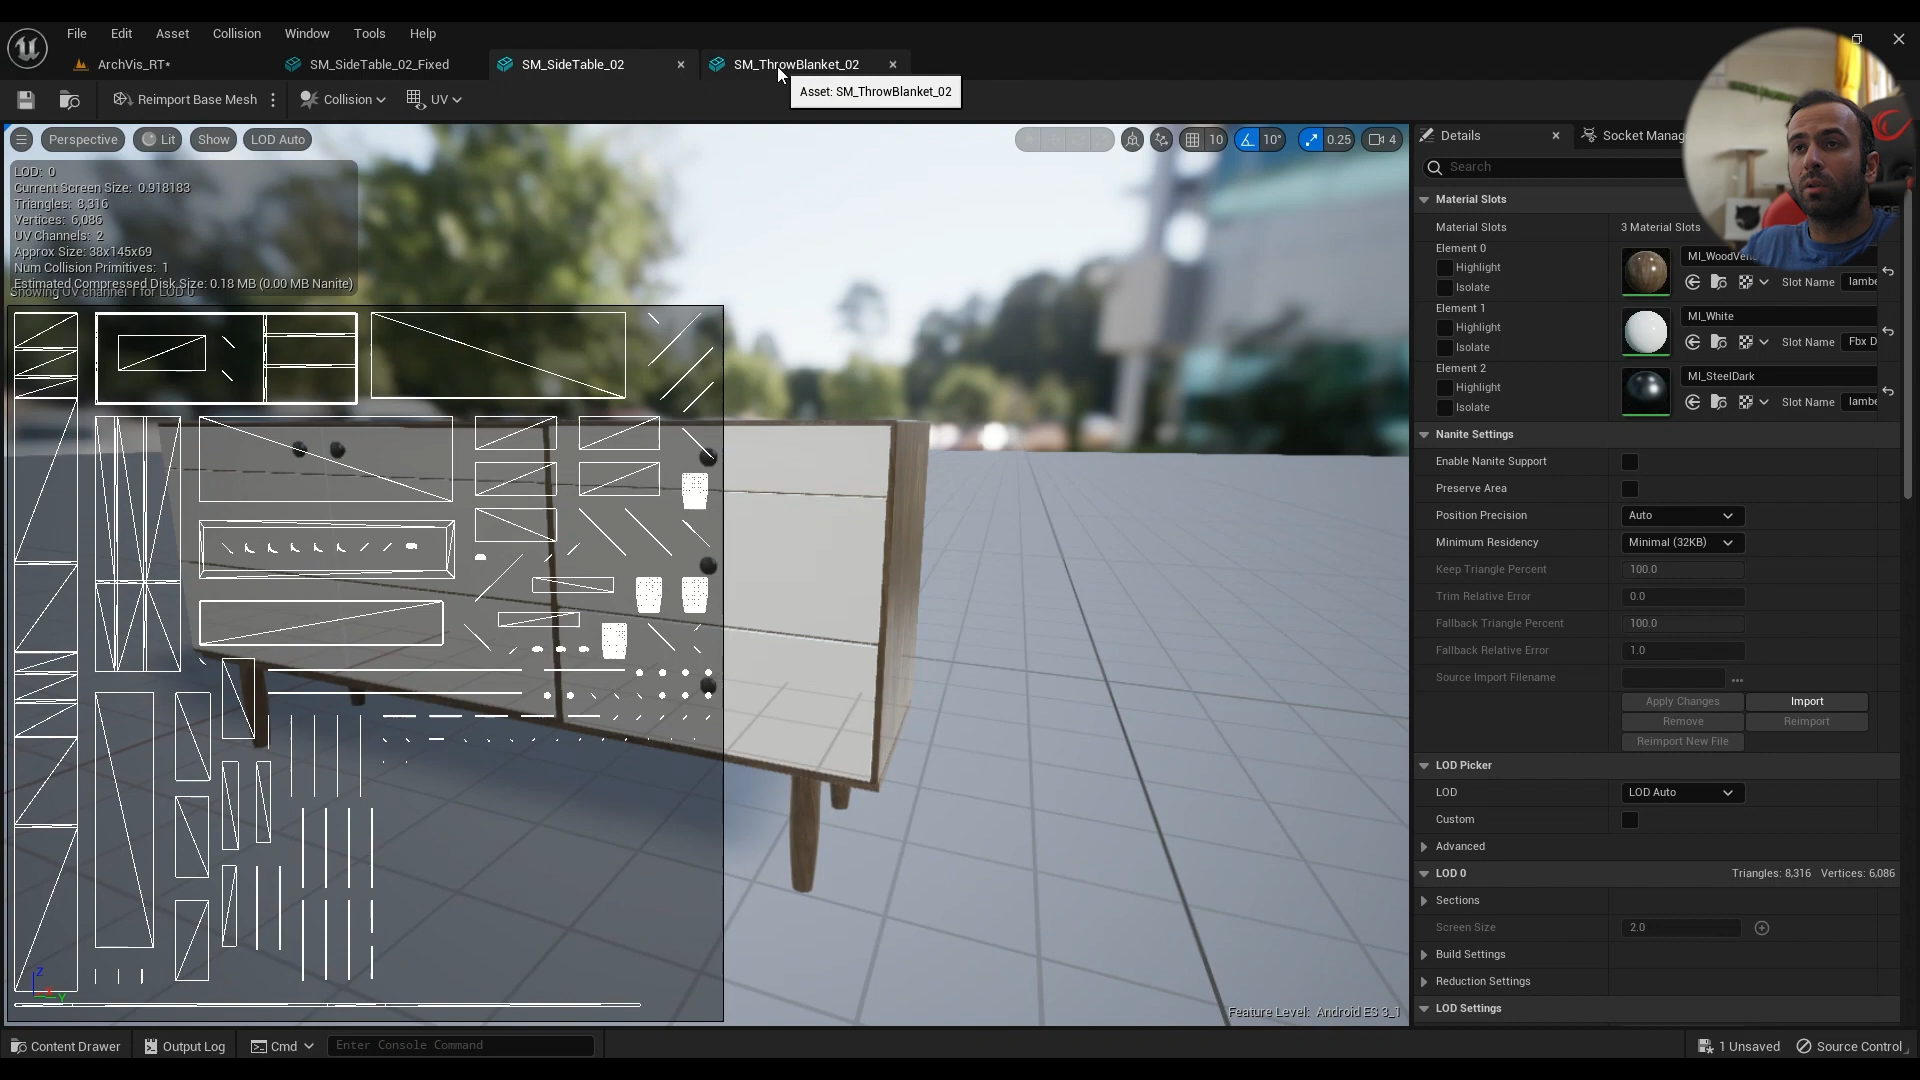 File Edit Asset Collision Window Tools Help
ArchVis_RT* SM_SideTable_02_Fixed SM_SideTable_02 SM_ThrowBlanket_02
Asset: SM_ThrowBlanket_02
Reimport Base Mesh Collision UV
Perspective Lit Show LOD Auto 10 10° 0.25 4
LOD: 0
Current Screen Size: 0.918183
Triangles: 8,316
Vertices: 6,086
UV Channels: 2
Approx Size: 38x145x69
Num Collision Primitives: 1
Estimated Compressed Disk Size: 0.18 MB (0.00 MB Nanite)
Showing UV channel 1 for LOD 0
Feature Level: Android ES 3_1
Details Socket Manag
Search
Material Slots
Material Slots 3 Material Slots
Element 0
Highlight
Isolate
MI_WoodVen
Slot Name lambe
Element 1
Highlight
Isolate
MI_White
Slot Name Fbx D
Element 2
Highlight
Isolate
MI_SteelDark
Slot Name lambe
Nanite Settings
Enable Nanite Support
Preserve Area
Position Precision Auto
Minimum Residency Minimal (32KB)
Keep Triangle Percent 100.0
Trim Relative Error 0.0
Fallback Triangle Percent 100.0
Fallback Relative Error 1.0
Source Import Filename ...
Apply Changes Import
Remove Reimport
Reimport New File
LOD Picker
LOD LOD Auto
Custom
Advanced
LOD 0 Triangles: 8,316 Vertices: 6,086
Sections
Screen Size 2.0
Build Settings
Reduction Settings
LOD Settings
Content Drawer Output Log Cmd Enter Console Command 1 Unsaved Source Control